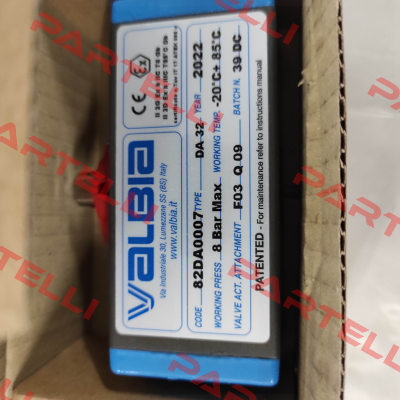 VALBIA
Via Industriale 30, Lumezzane SS (BS) Italy
www.valbia.it
CE Ex
CODE 82DA0007 TYPE DA 32 YEAR 2022
WORKING PRESS 8 Bar Max WORKING TEMP. -20°C+ 85°C
VALVE ACT. ATTACHMENT F03 Q 09 BATCH N. 39 DC
PATENTED - For maintenance refer to instructions manual
PARTELLI